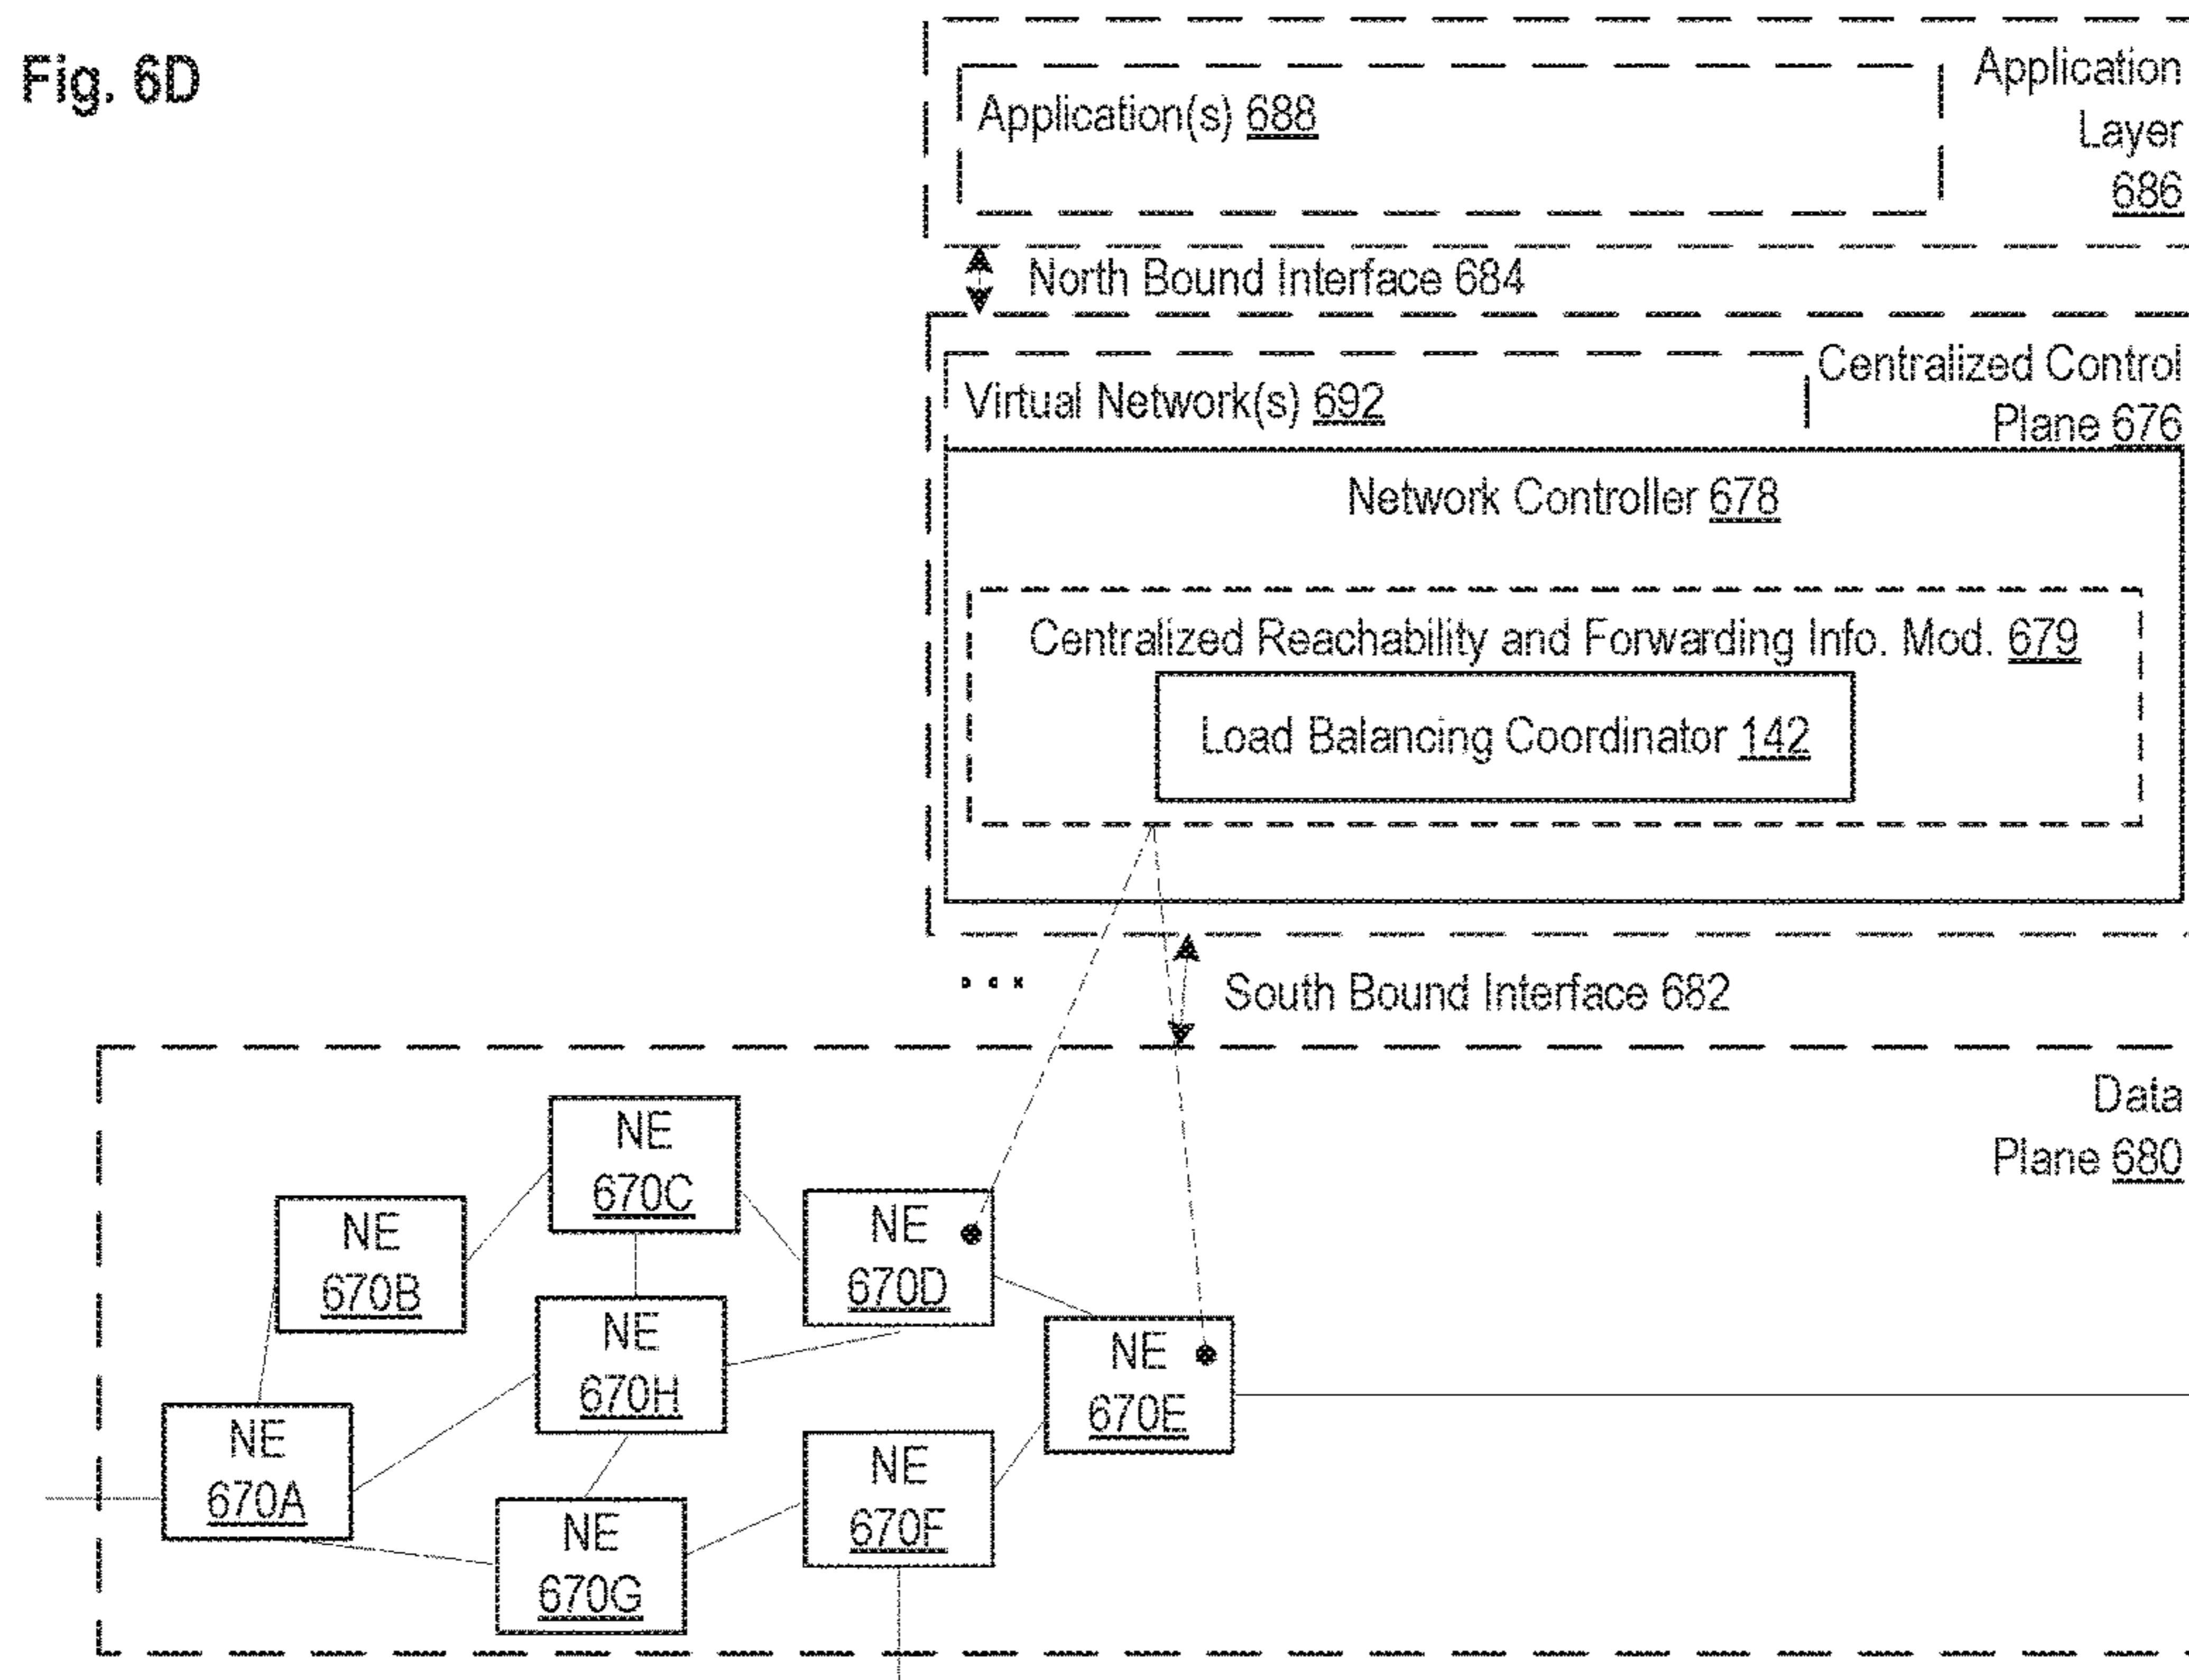 Fig. 6D
Application(s) 688
Application
Layer
686
North Bound Interface 684
Virtual Network(s) 692
Centralized Control
Plane 676
Network Controller 678
Centralized Reachability and Forwarding Info. Mod. 679
Load Balancing Coordinator 142
South Bound Interface 682
Data
Plane 680
NE
670C
NE
670B
NE
670D
NE
670H
NE
670E
NE
670A
NE
670F
NE
670G